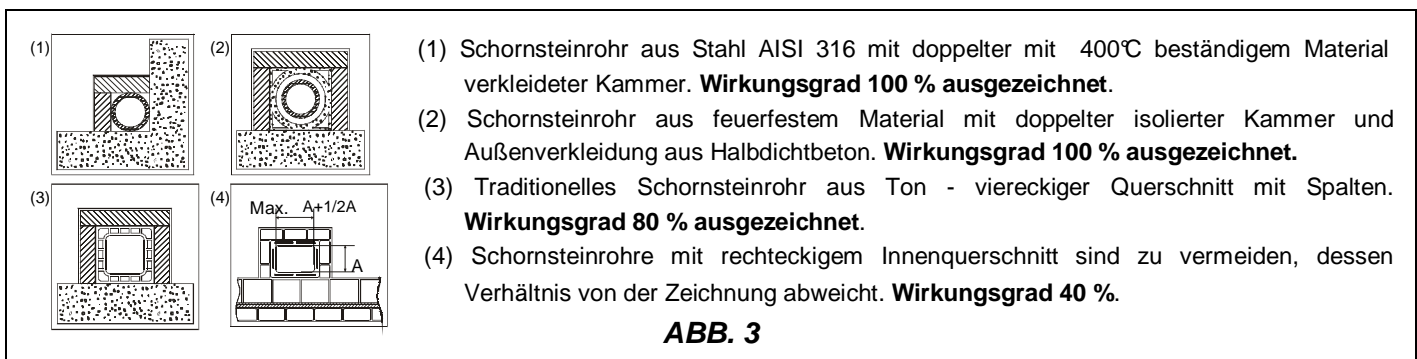 (1)
(2)
(3)
(4)
Max. A+1/2A
A
(1) Schornsteinrohr aus Stahl AISI 316 mit doppelter mit 400℃ beständigem Material
verkleideter Kammer. Wirkungsgrad 100 % ausgezeichnet.
(2) Schornsteinrohr aus feuerfestem Material mit doppelter isolierter Kammer und
Außenverkleidung aus Halbdichtbeton. Wirkungsgrad 100 % ausgezeichnet.
(3) Traditionelles Schornsteinrohr aus Ton - viereckiger Querschnitt mit Spalten.
Wirkungsgrad 80 % ausgezeichnet.
(4) Schornsteinrohre mit rechteckigem Innenquerschnitt sind zu vermeiden, dessen
Verhältnis von der Zeichnung abweicht. Wirkungsgrad 40 %.
ABB. 3